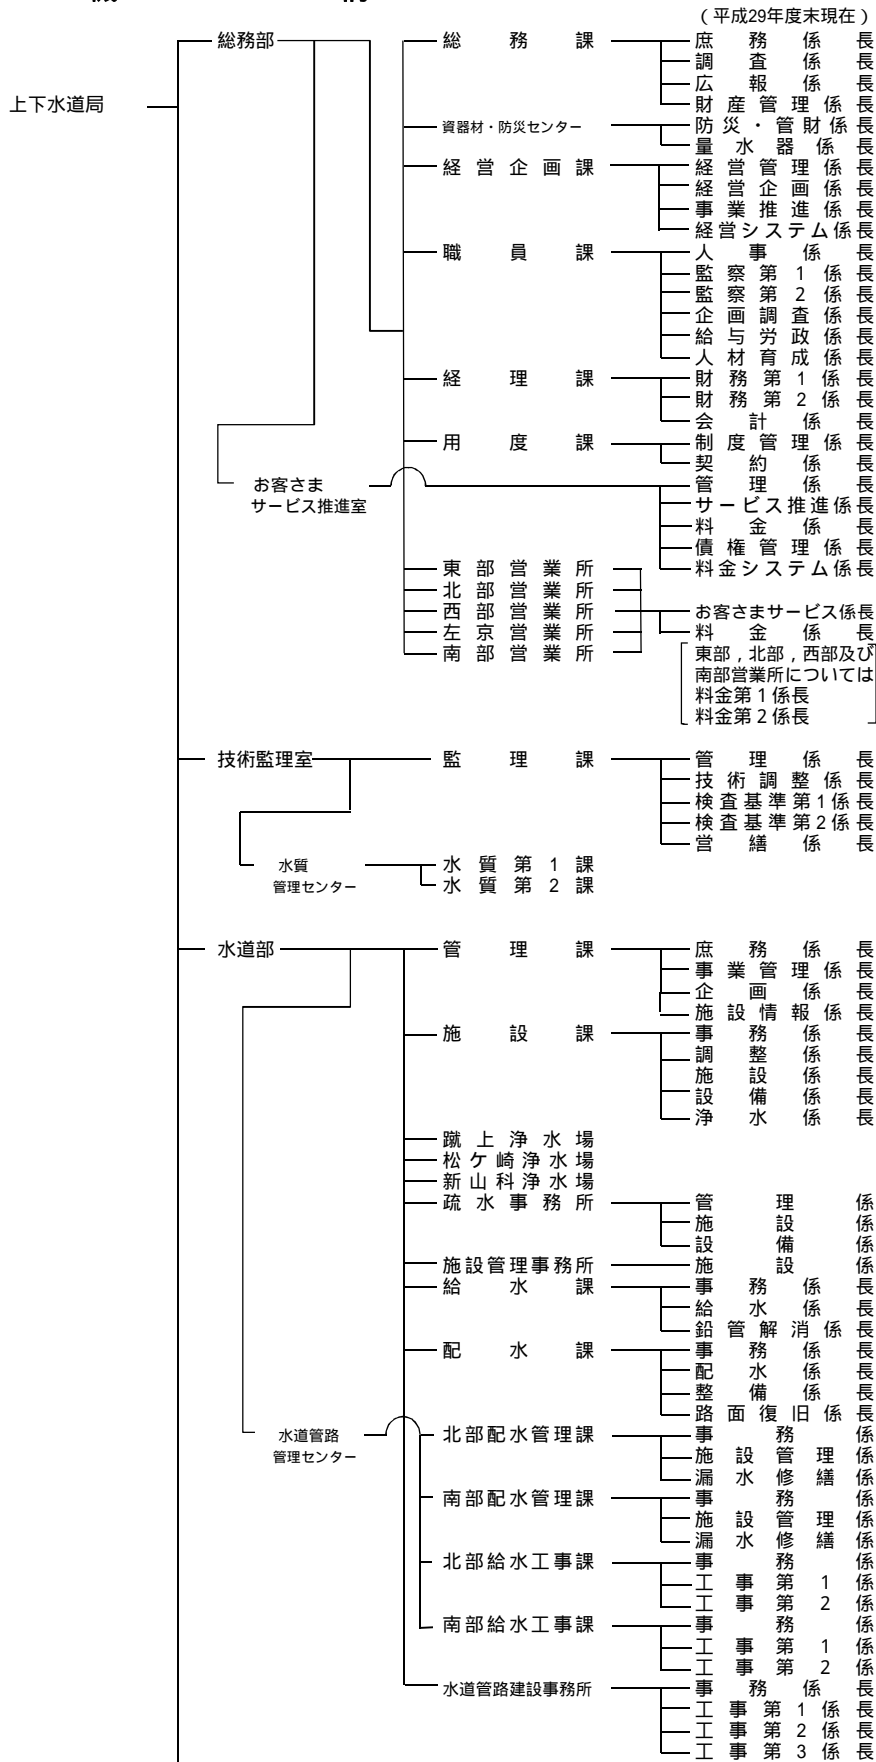 （平成29年度末現在）
総務部 総務課 庶務係長
調査係長
広報係長
上下水道局 財産管理係長
資器材・防災センター 防災・管財係長
量水器係長
経営企画課 経営管理係長
経営企画係長
事業推進係長
経営システム係長
職員課 人事係長
監察第1係長
監察第2係長
企画調査係長
給与労政係長
人材育成係長
経理課 財務第1係長
財務第2係長
会計係長
用度課 制度管理係長
契約係長
お客さま 管理係長
サービス推進室 サービス推進係長
料金係長
債権管理係長
東部営業所 料金システム係長
北部営業所
西部営業所 お客さまサービス係長
左京営業所 料金係長
南部営業所 東部，北部，西部及び
南部営業所については
料金第1係長
料金第2係長
技術監理室 監理課 管理係長
技術調整係長
検査基準第1係長
検査基準第2係長
営繕係長
水質 水質第1課
管理センター 水質第2課
水道部 管理課 庶務係長
事業管理係長
企画係長
施設情報係長
施設課 事務係長
調整係長
施設係長
設備係長
浄水係長
蹴上浄水場
松ケ崎浄水場
新山科浄水場
疏水事務所 管理係
施設係
設備係
施設管理事務所 施設係
給水課 事務係長
給水係長
鉛管解消係長
配水課 事務係長
配水係長
整備係長
路面復旧係長
水道管路 北部配水管理課 事務係
管理センター 施設管理係
漏水修繕係
南部配水管理課 事務係
施設管理係
漏水修繕係
北部給水工事課 事務係
工事第1係
工事第2係
南部給水工事課 事務係
工事第1係
工事第2係
水道管路建設事務所 事務係長
工事第1係長
工事第2係長
工事第3係長